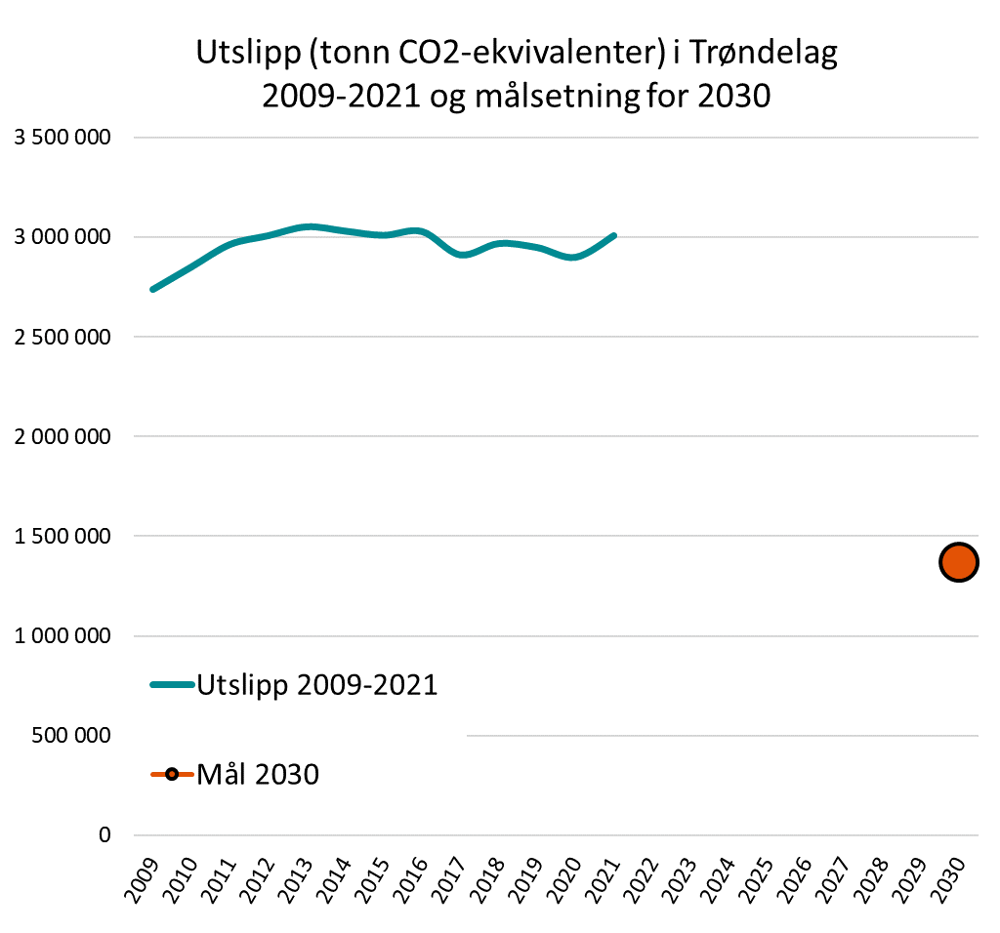 Utslipp (tonn CO2-ekvivalenter) i Trøndelag
2009-2021 og målsetning for 2030
3 500 000
3 000 000
2 500 000
2 000 000
1 500 000
1 000 000
500 000
0
Utslipp 2009-2021
Mål 2030
2009
2010
2011
2012
2013
2014
2015
2016
2017
2018
2019
2020
2021
2022
2023
2024
2025
2026
2027
2028
2029
2030